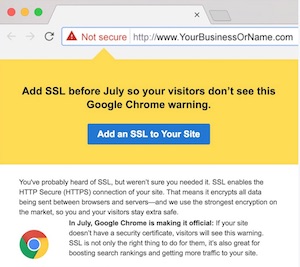 Not secure | http://www.YourBusinessOrName.com
Add SSL before July so your visitors don't see this
Google Chrome warning.
Add an SSL to Your Site
You've probably heard of SSL, but weren't sure you needed it. SSL enables the
HTTP Secure (HTTPS) connection of your site. That means it encrypts all data
being sent between browsers and servers—and we use the strongest encryption on
the market, so you and your visitors stay extra safe.
In July, Google Chrome is making it official: If your site
doesn't have a security certificate, visitors will see this warning.
SSL is not only the right thing to do for them, it's also great for
boosting search rankings and getting more traffic to your site.